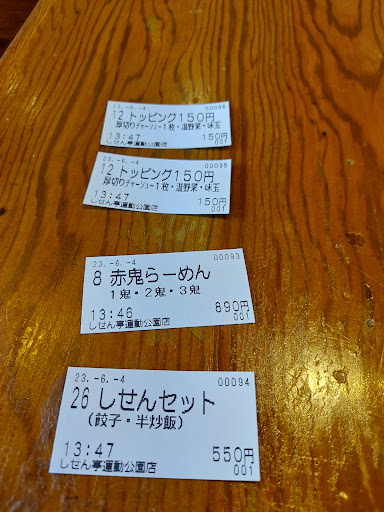 23.-6.-4 00095
12 トッピング150円
厚切りチャーシュー1枚・温野菜・味玉
13:47 150円
しせん亭運動公園店 001
23.-6.-4 00096
12 トッピング150円
厚切りチャーシュー1枚・温野菜・味玉
13:47 150円
しせん亭運動公園店 001
23.-6.-4 00093
8 赤鬼らーめん
1鬼・2鬼・3鬼
13:46 890円
しせん亭運動公園店 001
23.-6.-4 00094
26 しせんセット
(餃子・半炒飯)
13:47 550円
しせん亭運動公園店 001